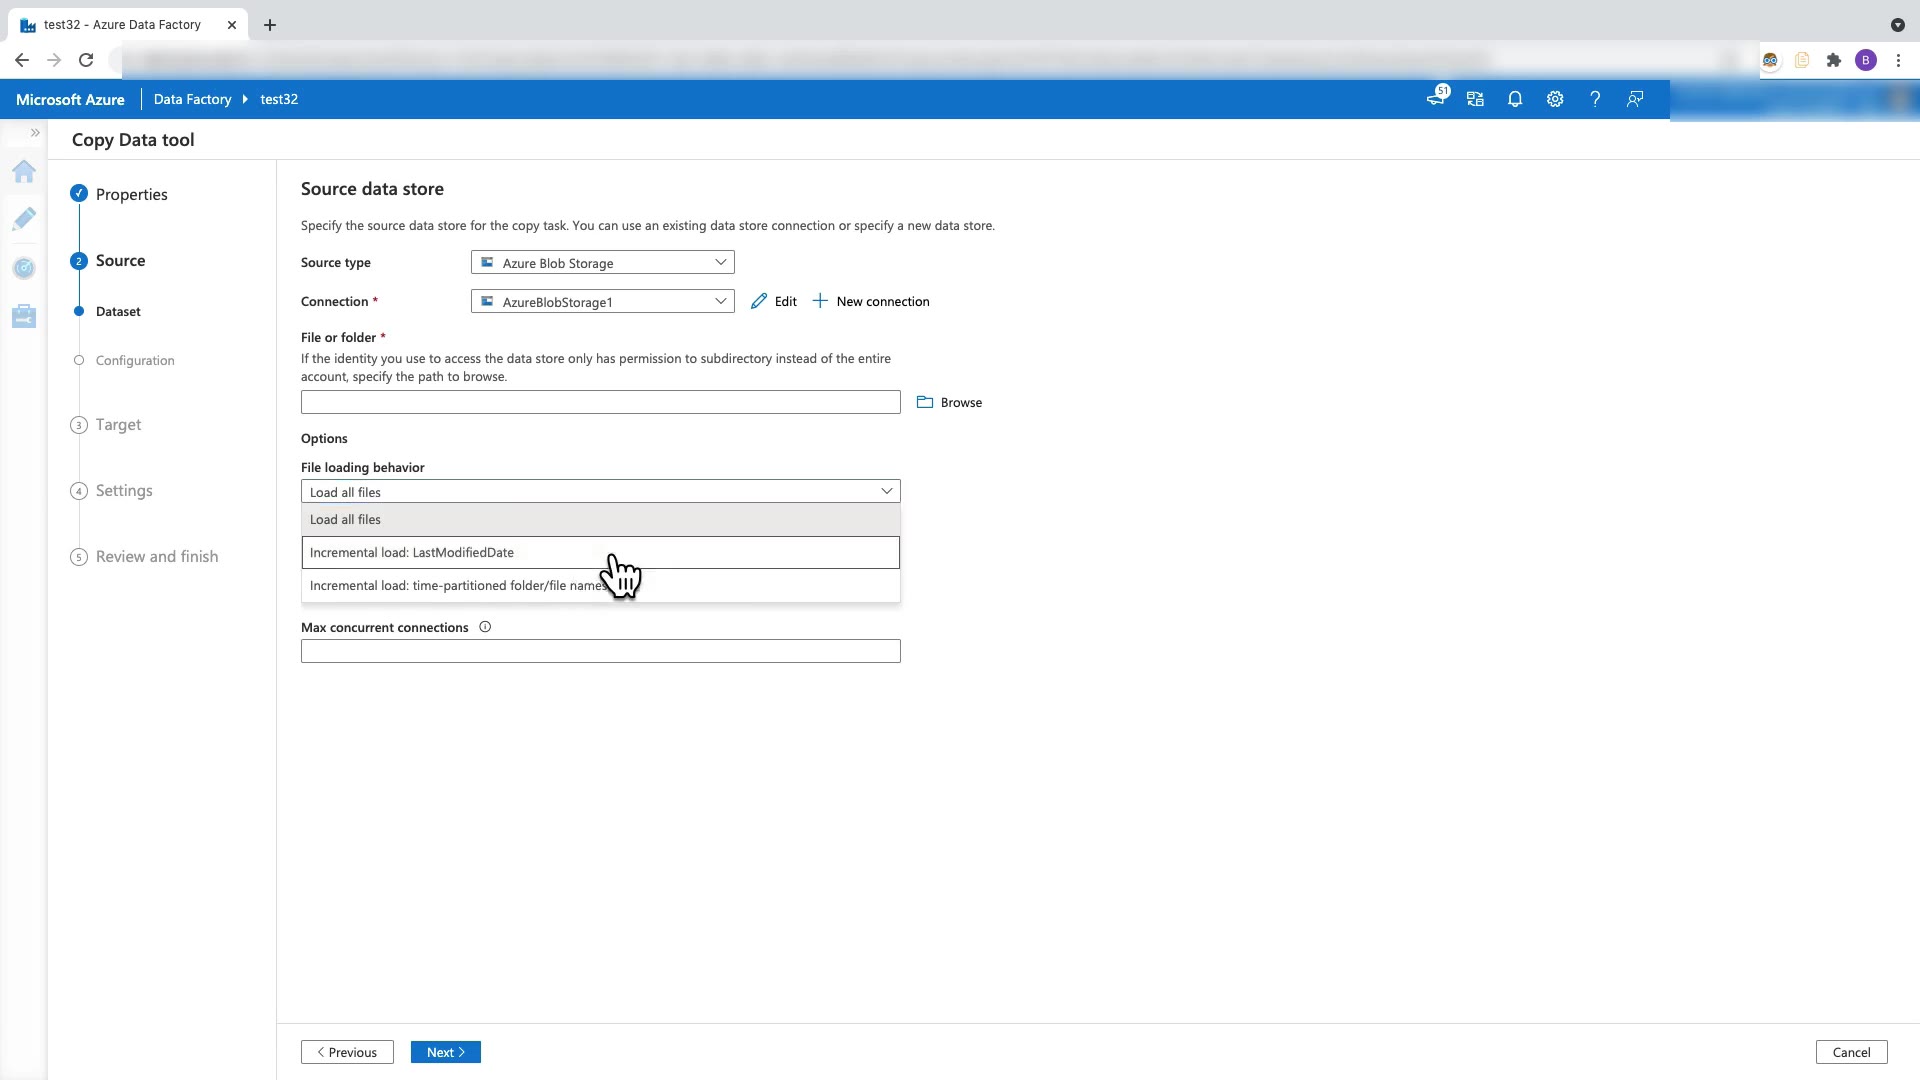 test32 - Azure Data Factory
B
Microsoft Azure
Data Factory
test32
51
Copy Data tool
Properties
2 Source
Dataset
Configuration
3 Target
4 Settings
5 Review and finish
Source data store
Specify the source data store for the copy task. You can use an existing data store connection or specify a new data store.
Source type
Azure Blob Storage
Connection *
AzureBlobStorage1
Edit
New connection
File or folder *
If the identity you use to access the data store only has permission to subdirectory instead of the entire
account, specify the path to browse.
Browse
Options
File loading behavior
Load all files
Load all files
Incremental load: LastModifiedDate
Incremental load: time-partitioned folder/file names
Max concurrent connections
< Previous
Next >
Cancel